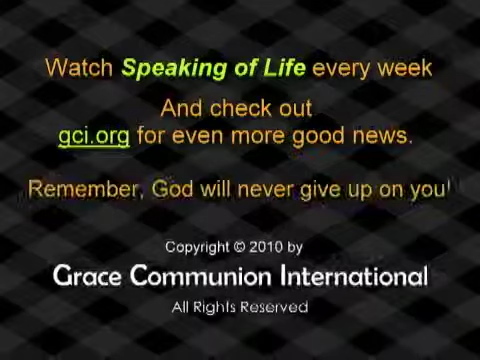 Watch Speaking of Life every week
And check out
gci.org for even more good news.
Remember, God will never give up on you!
Copyright © 2010 by
Grace Communion International
All Rights Reserved